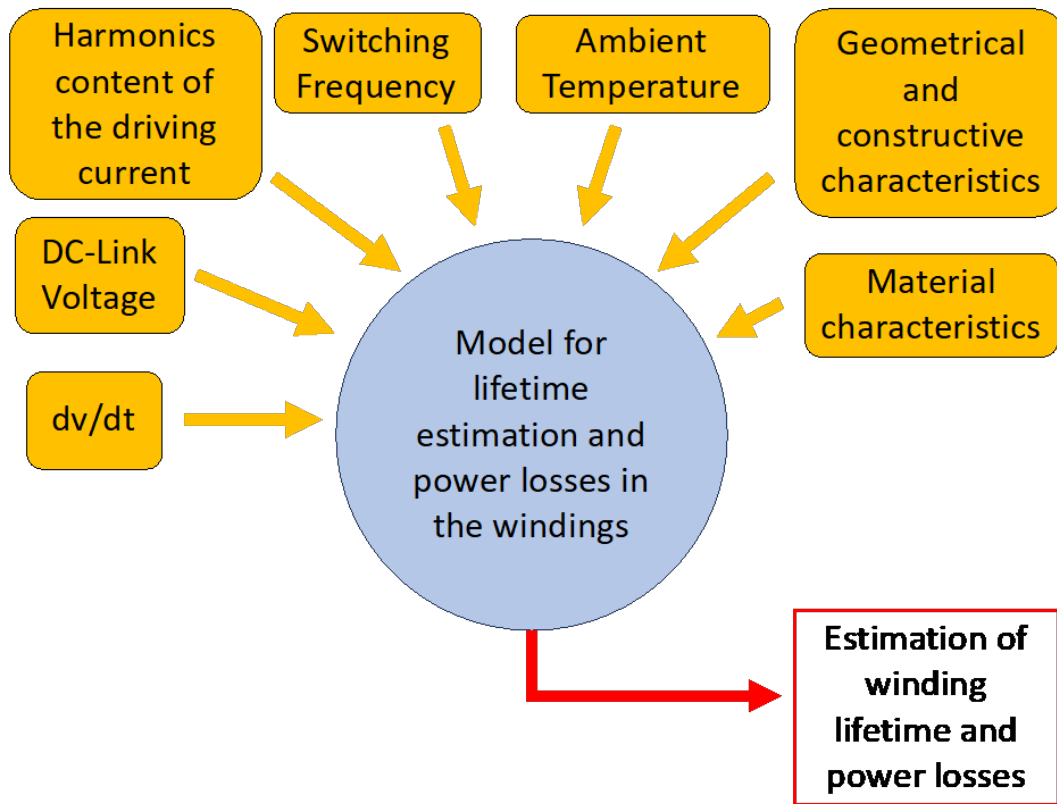 Harmonics
content of
the driving
current
Switching
Frequency
Ambient
Temperature
Geometrical
and
constructive
characteristics
DC-Link
Voltage
Material
characteristics
dv/dt
Model for
lifetime
estimation and
power losses in
the windings
Estimation of
winding
lifetime and
power losses